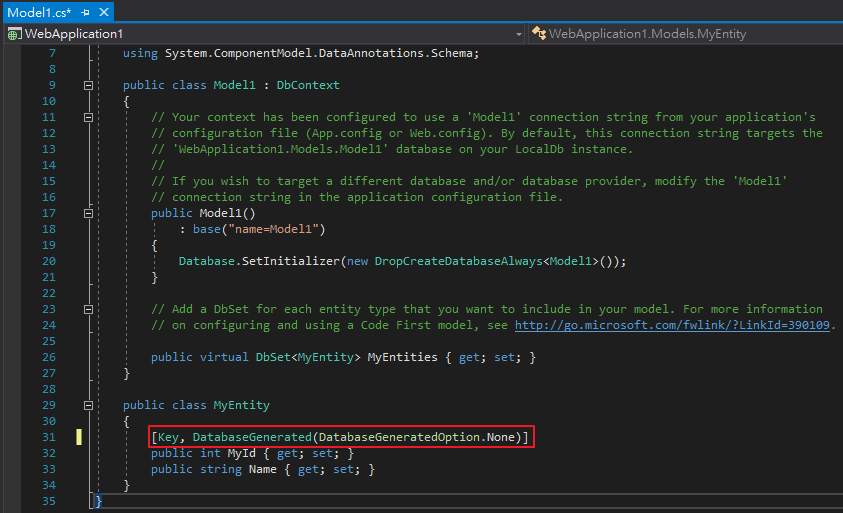 Model1.cs*
WebApplication1 WebApplication1.Models.MyEntity
7 using System.ComponentModel.DataAnnotations.Schema;
8
9 public class Model1 : DbContext
10 {
11 // Your context has been configured to use a 'Model1' connection string from your application's
12 // configuration file (App.config or Web.config). By default, this connection string targets the
13 // 'WebApplication1.Models.Model1' database on your LocalDb instance.
14 //
15 // If you wish to target a different database and/or database provider, modify the 'Model1'
16 // connection string in the application configuration file.
17 public Model1()
18 : base("name=Model1")
19 {
20 Database.SetInitializer(new DropCreateDatabaseAlways<Model1>());
21 }
22
23 // Add a DbSet for each entity type that you want to include in your model. For more information
24 // on configuring and using a Code First model, see http://go.microsoft.com/fwlink/?LinkId=390109.
25
26 public virtual DbSet<MyEntity> MyEntities { get; set; }
27 }
28
29 public class MyEntity
30 {
31 [Key, DatabaseGenerated(DatabaseGeneratedOption.None)]
32 public int MyId { get; set; }
33 public string Name { get; set; }
34 }
35 }